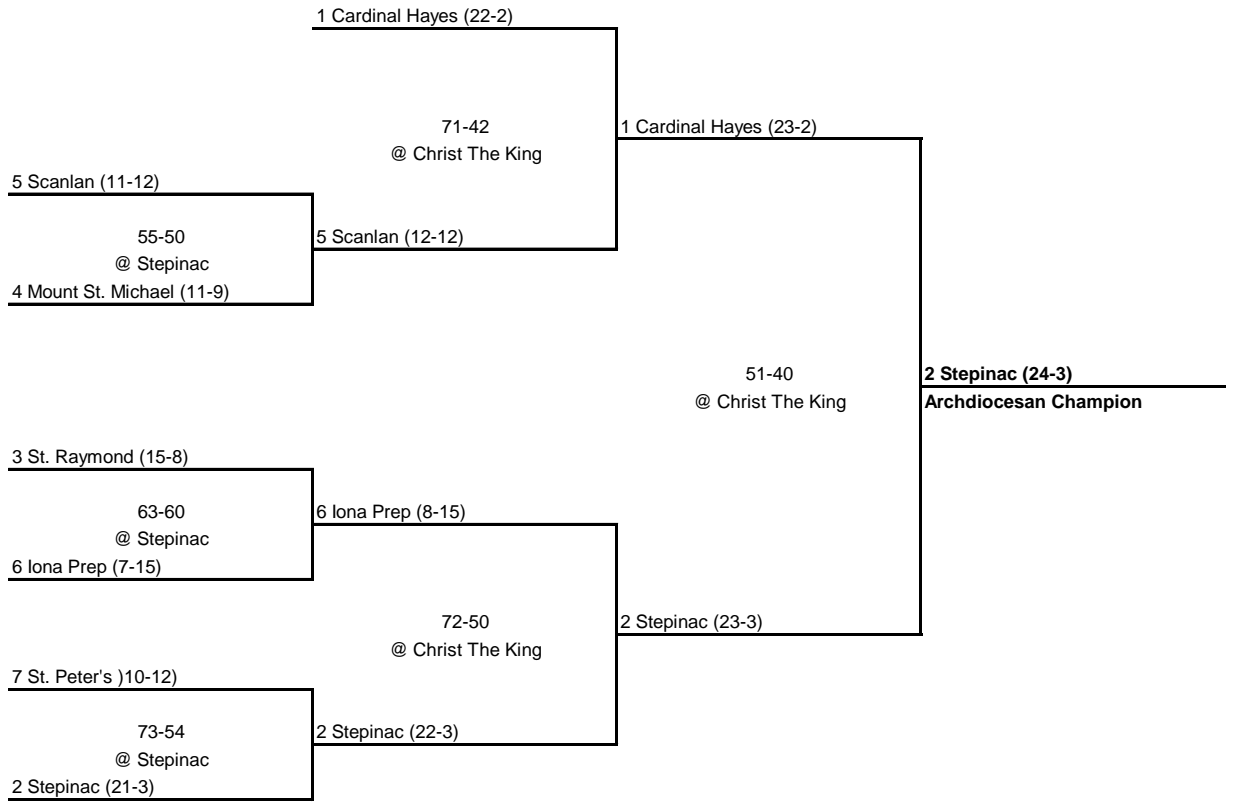 1 Cardinal Hayes (22-2)
71-42
@ Christ The King
1 Cardinal Hayes (23-2)
5 Scanlan (11-12)
55-50
@ Stepinac
5 Scanlan (12-12)
4 Mount St. Michael (11-9)
51-40
@ Christ The King
2 Stepinac (24-3)
Archdiocesan Champion
3 St. Raymond (15-8)
63-60
@ Stepinac
6 Iona Prep (8-15)
6 Iona Prep (7-15)
72-50
@ Christ The King
2 Stepinac (23-3)
7 St. Peter's )10-12)
73-54
@ Stepinac
2 Stepinac (22-3)
2 Stepinac (21-3)